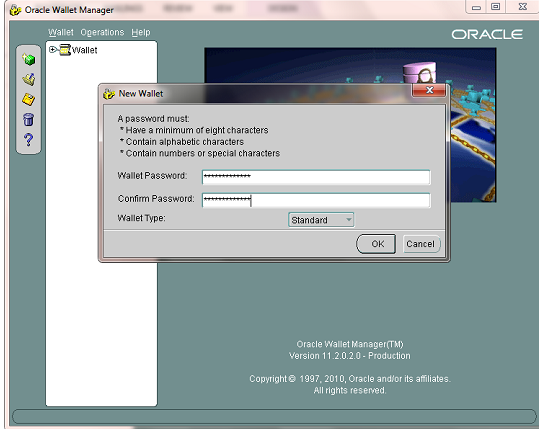 Oracle Wallet Manager
Wallet Operations Help
ORACLE
Wallet
New Wallet
A password must:
* Have a minimum of eight characters
* Contain alphabetic characters
* Contain numbers or special characters
Wallet Password: *************
Confirm Password: *************
Wallet Type: Standard
OK Cancel
Oracle Wallet Manager(TM)
Version 11.2.0.2.0 - Production
Copyright © 1997, 2010, Oracle and/or its affiliates.
All rights reserved.